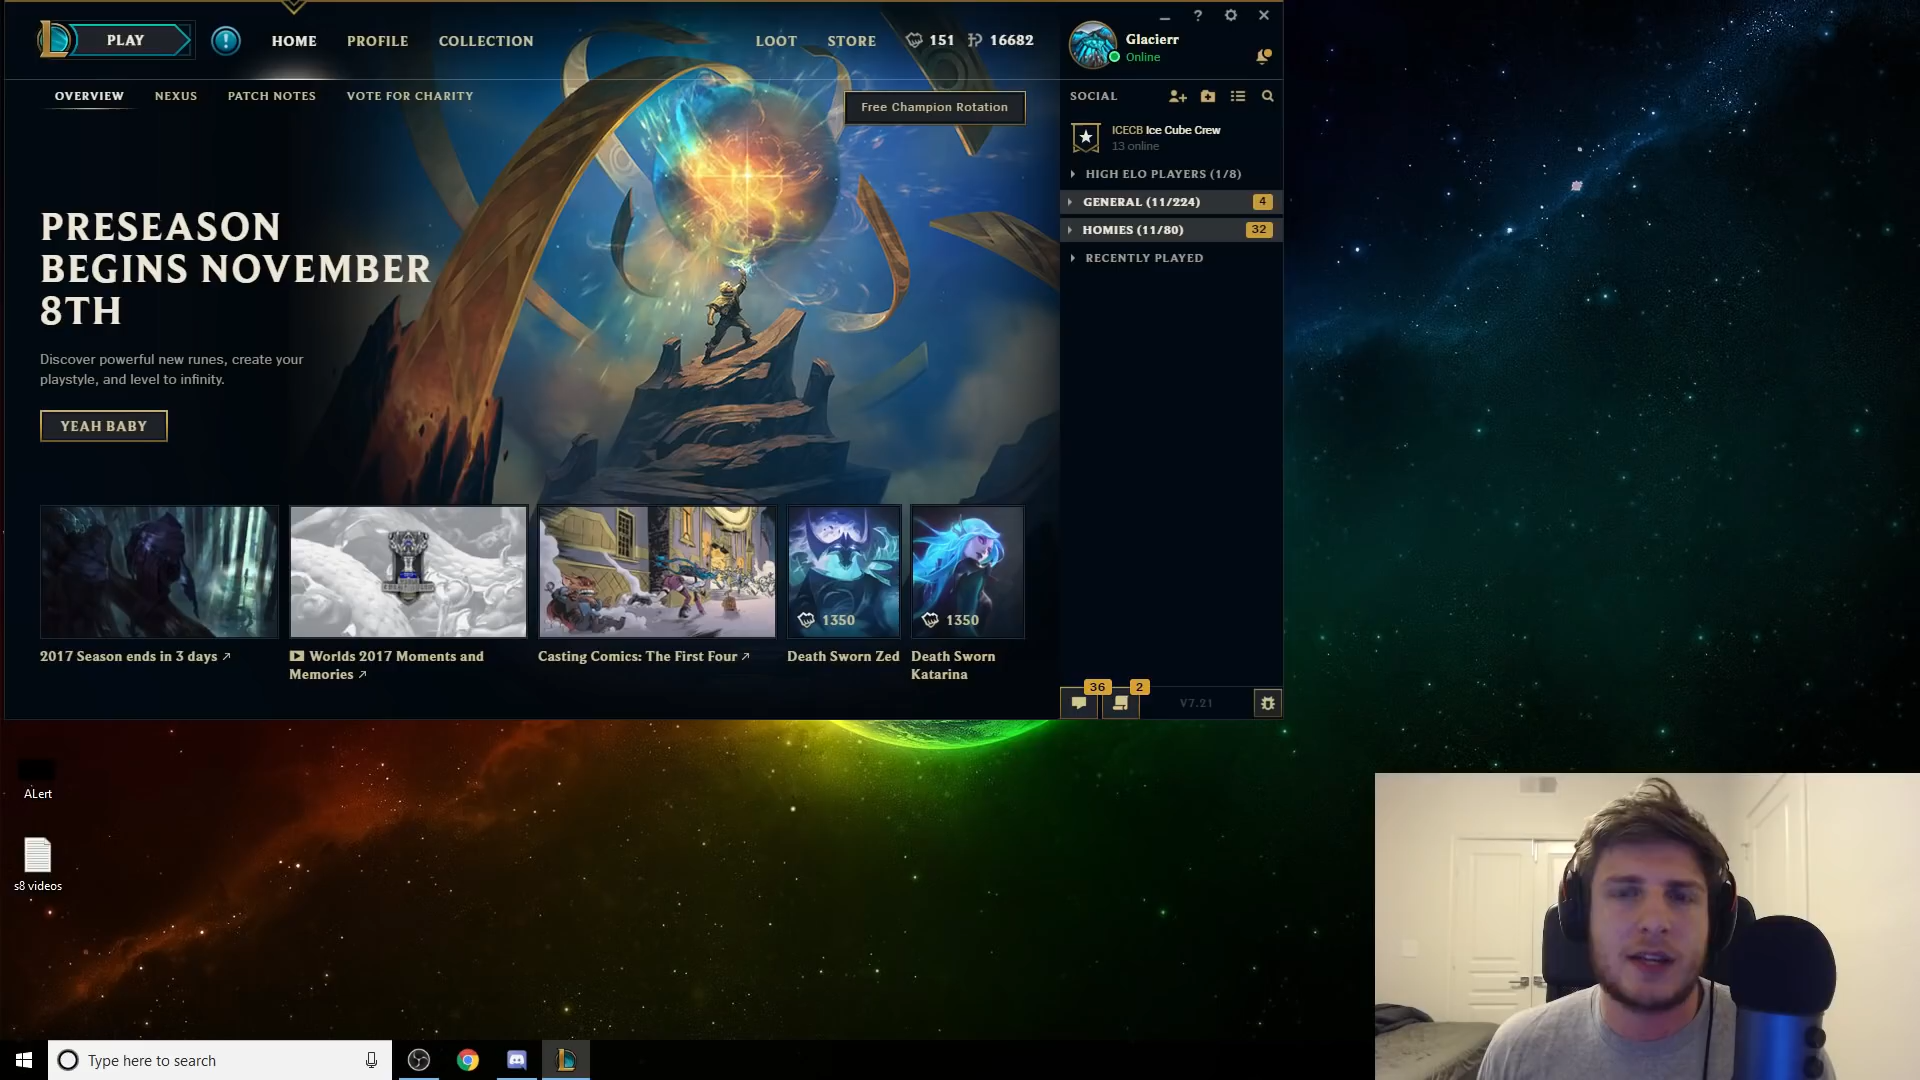 PLAY
HOME
PROFILE
COLLECTION
LOOT
STORE
151
16682
?
Glacierr
Online
OVERVIEW
NEXUS
PATCH NOTES
VOTE FOR CHARITY
Free Champion Rotation
SOCIAL
ICECB Ice Cube Crew
13 online
HIGH ELO PLAYERS (1/8)
GENERAL (11/224)
4
HOMIES (11/80)
32
RECENTLY PLAYED
PRESEASON
BEGINS NOVEMBER
8TH
Discover powerful new runes, create your
playstyle, and level to infinity.
YEAH BABY
1350
1350
2017 Season ends in 3 days
Worlds 2017 Moments and
Memories
Casting Comics: The First Four
Death Sworn Zed
Death Sworn
Katarina
36
2
V7.21
ALert
s8 videos
Type here to search